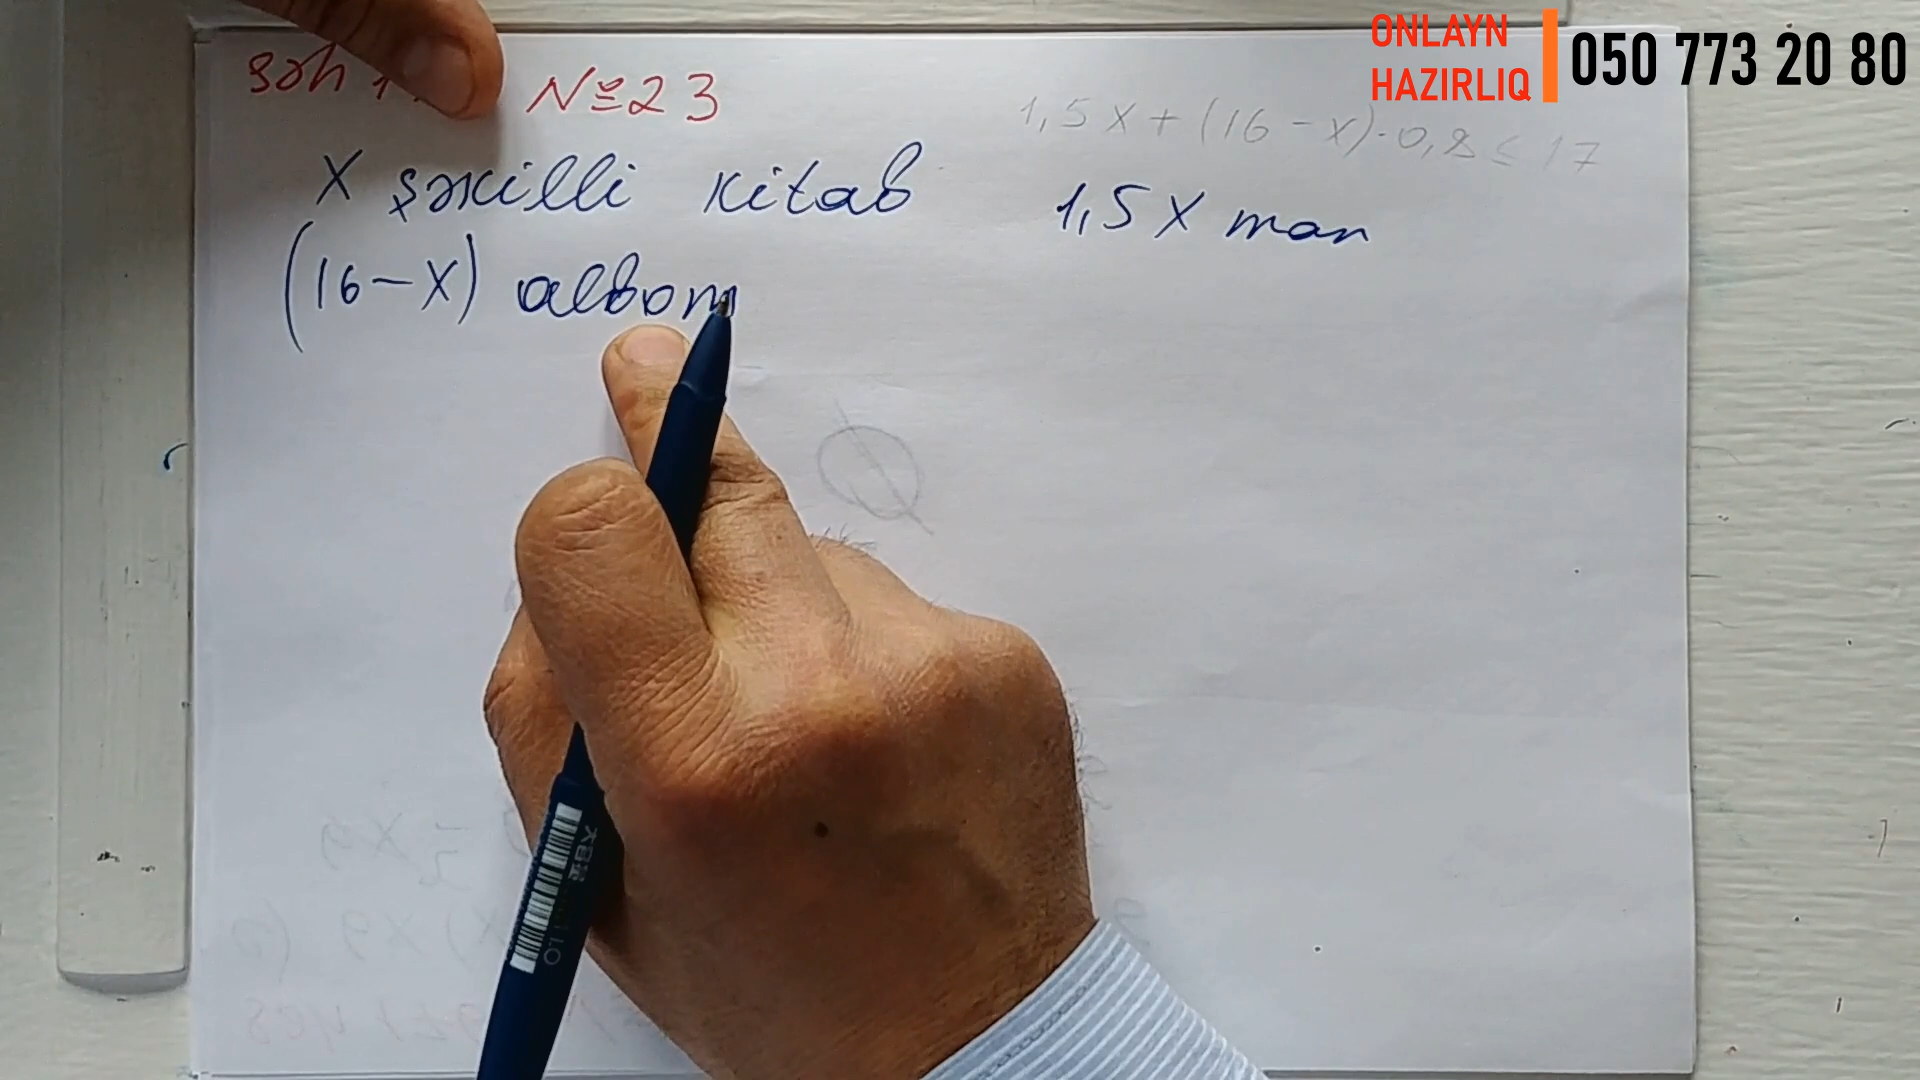 ONLAYN
HAZIRLIQ
050 773 20 80
şəh №23
1,5x + (16 - x)·0,8 ≤ 17
x şəkilli kitab 1,5x man
(16-x) albom